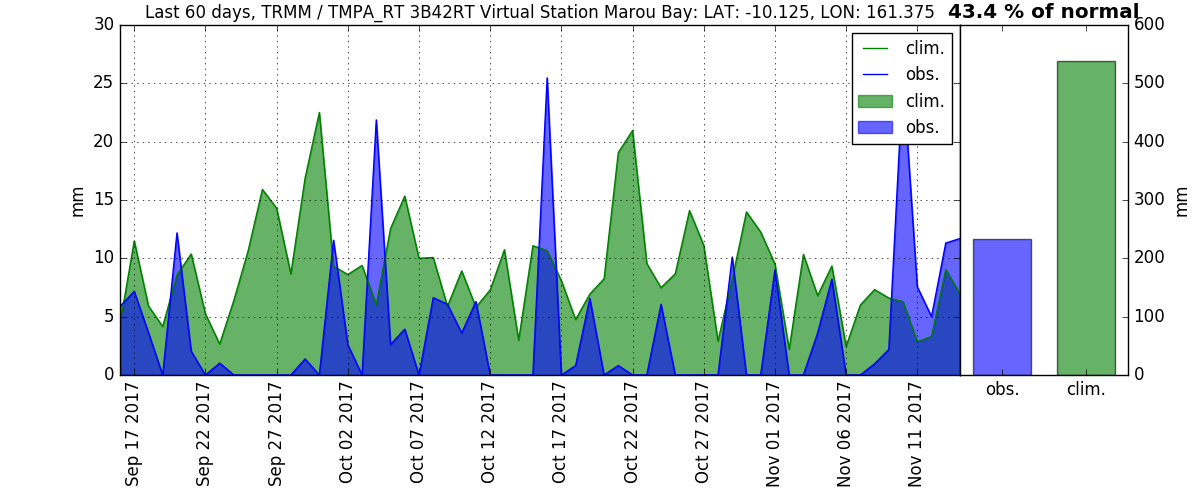 Last 60 days, TRMM / TMPA_RT 3B42RT Virtual Station Marou Bay: LAT: -10.125, LON: 161.375 43.4 % of normal
30
25
20
15
10
5
0
mm
clim.
obs.
clim.
obs.
600
500
400
300
200
100
0
mm
obs. clim.
Sep 17 2017
Sep 22 2017
Sep 27 2017
Oct 02 2017
Oct 07 2017
Oct 12 2017
Oct 17 2017
Oct 22 2017
Oct 27 2017
Nov 01 2017
Nov 06 2017
Nov 11 2017